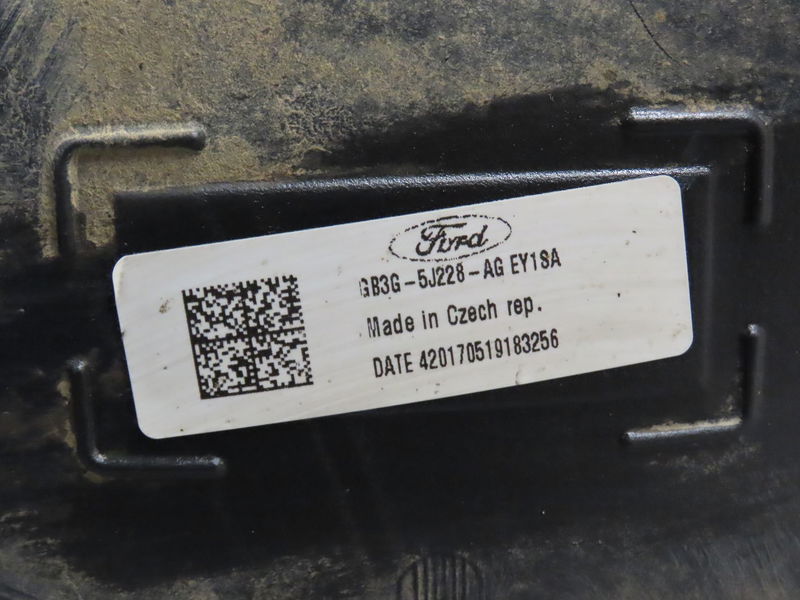 Ford
GB3G-5J228-AG EY1SA
Made in Czech rep.
DATE 420170519183256